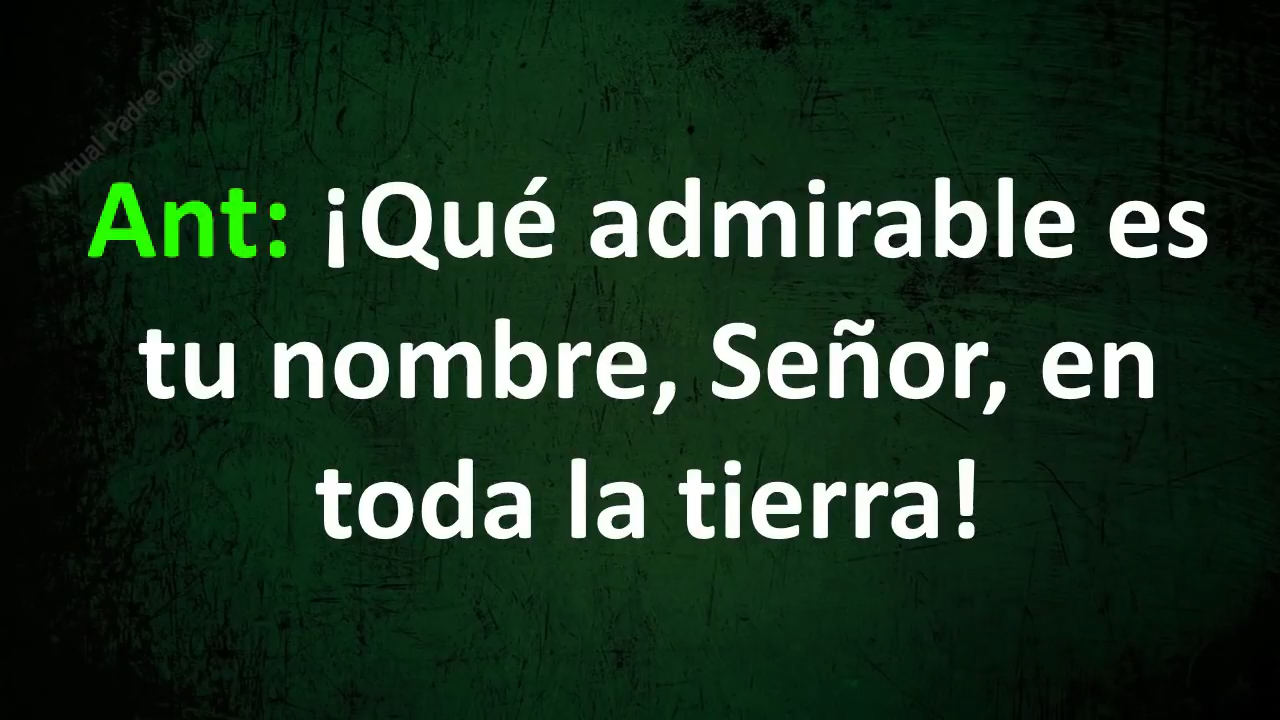 Virtual Padre Didier
Ant: ¡Qué admirable es
tu nombre, Señor, en
toda la tierra!